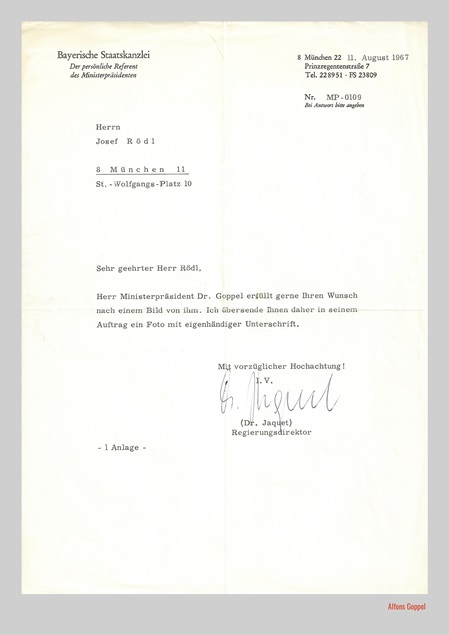 Bayerische Staatskanzlei
Der persönliche Referent
des Ministerpräsidenten
8 München 22 11. August 1967
Prinzregentenstraße 7
Tel. 228951 · FS 23809
Nr. MP-0109
Bei Antwort bitte angeben
Herrn
Josef Rödl
8 München 11
St.-Wolfgangs-Platz 10
Sehr geehrter Herr Rödl,
Herr Ministerpräsident Dr. Goppel erfüllt gerne Ihren Wunsch
nach einem Bild von ihm. Ich übersende Ihnen daher in seinem
Auftrag ein Foto mit eigenhändiger Unterschrift.
Mit vorzüglicher Hochachtung!
I.V.
Dr. Jaquet
(Dr. Jaquet)
Regierungsdirektor
- 1 Anlage -
Alfons Goppel